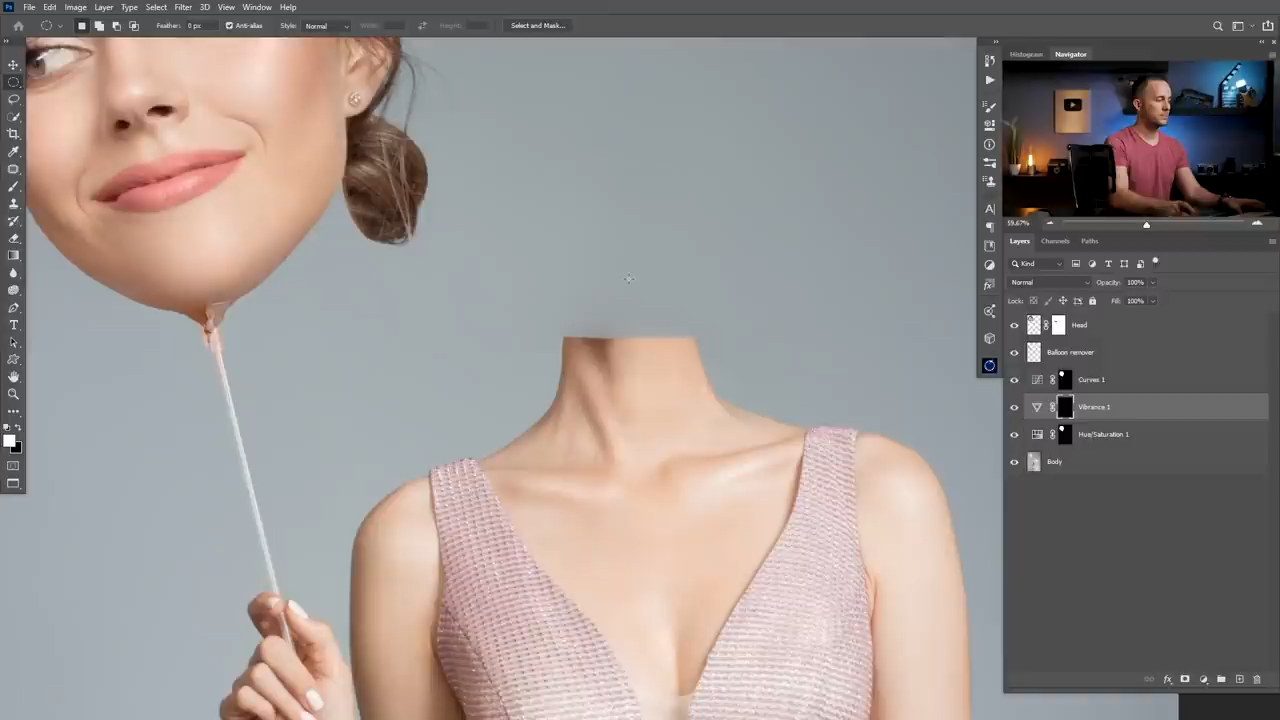 Ps File Edit Image Layer Type Select Filter 3D View Window Help
Feather: 0 px Anti-alias Style: Normal Width: Height: Select and Mask...
Histogram Navigator
59.67%
Layers Channels Paths
Kind
Normal Opacity: 100%
Lock: Fill: 100%
Head
Balloon remover
Curves 1
Vibrance 1
Hue/Saturation 1
Body
fx